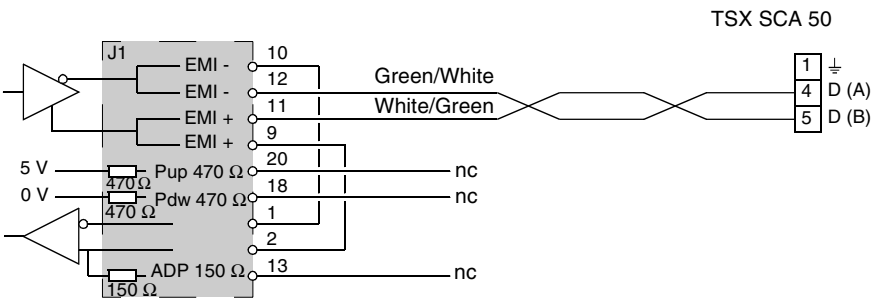 TSX SCA 50
J1
EMI - 10
EMI - 12 Green/White
EMI + 11 White/Green
EMI + 9
1
4 D (A)
5 D (B)
5 V 470 Ω Pup 470 Ω 20 nc
0 V 470 Ω Pdw 470 Ω 18 nc
1
2
150 Ω ADP 150 Ω 13 nc